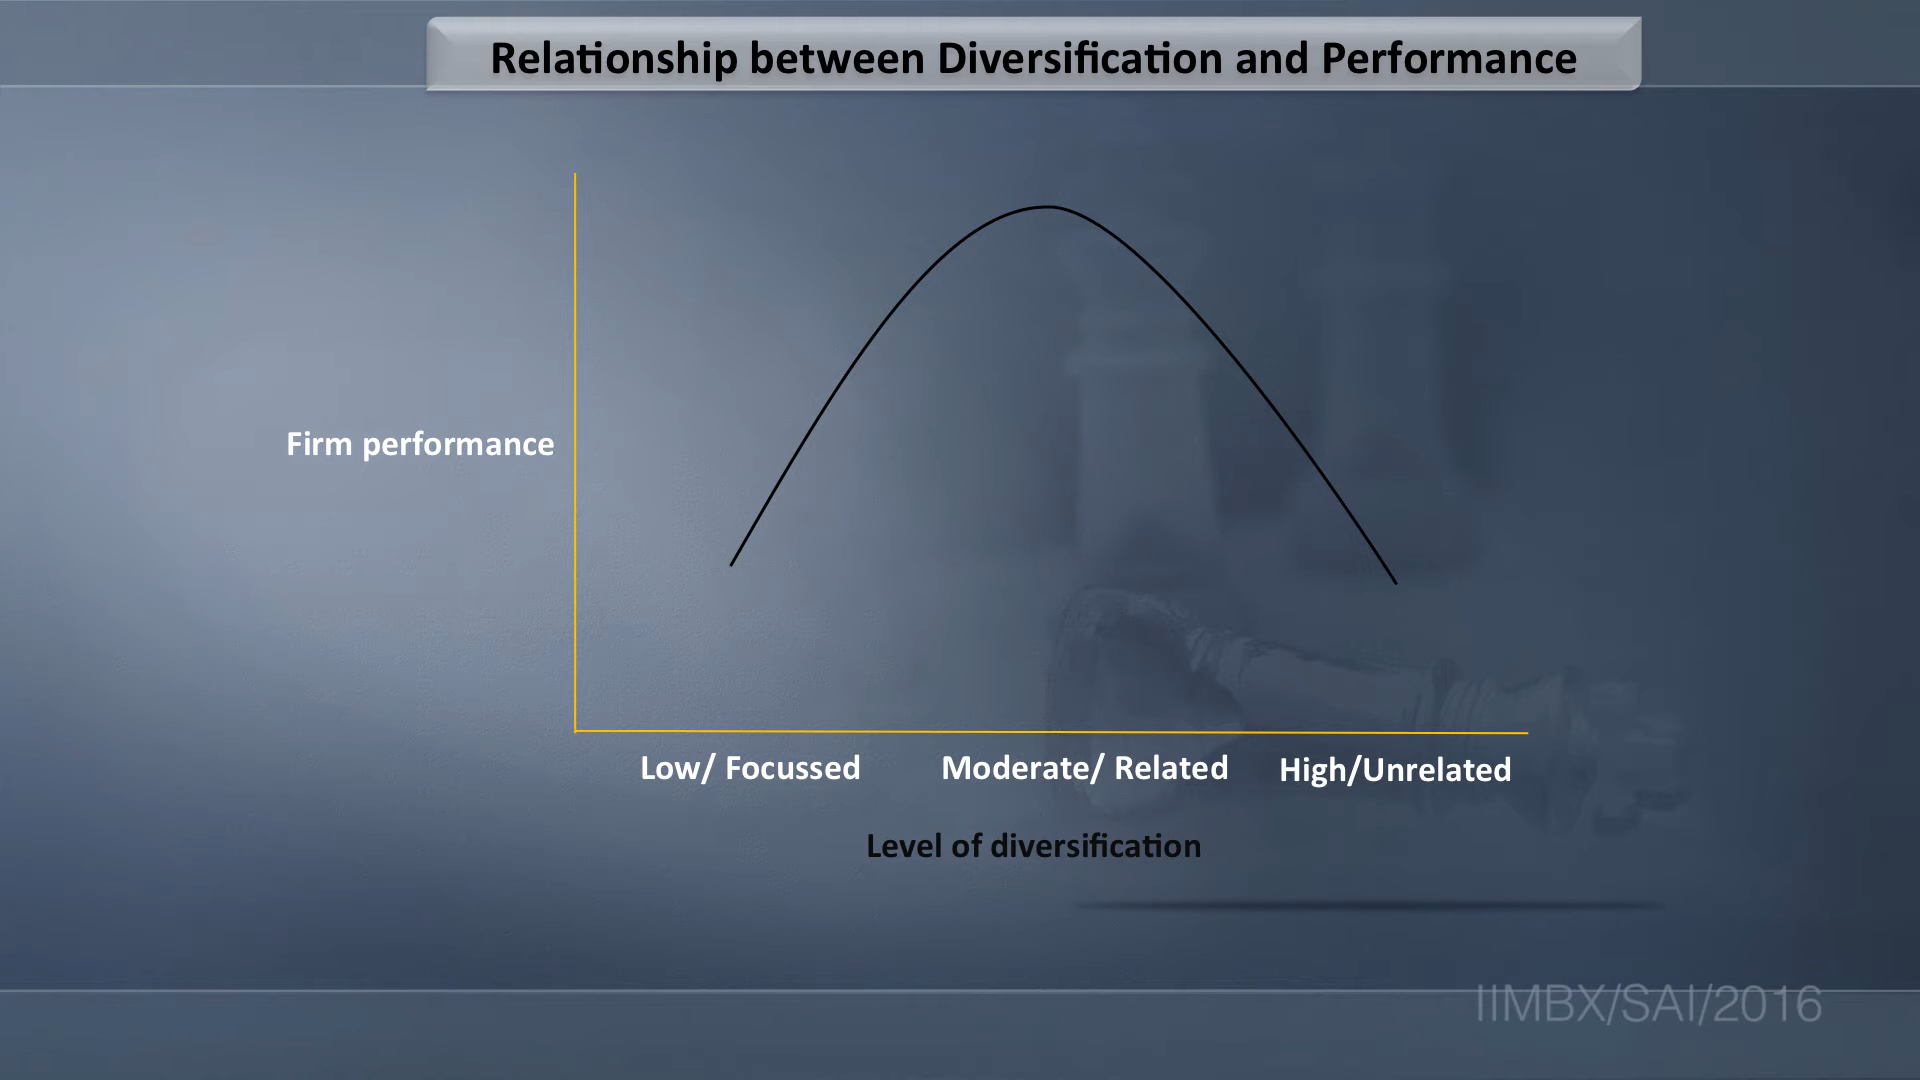 Relationship between Diversification and Performance
Firm performance
Low/ Focussed
Moderate/ Related
High/Unrelated
Level of diversification
IIMBX/SAI/2016